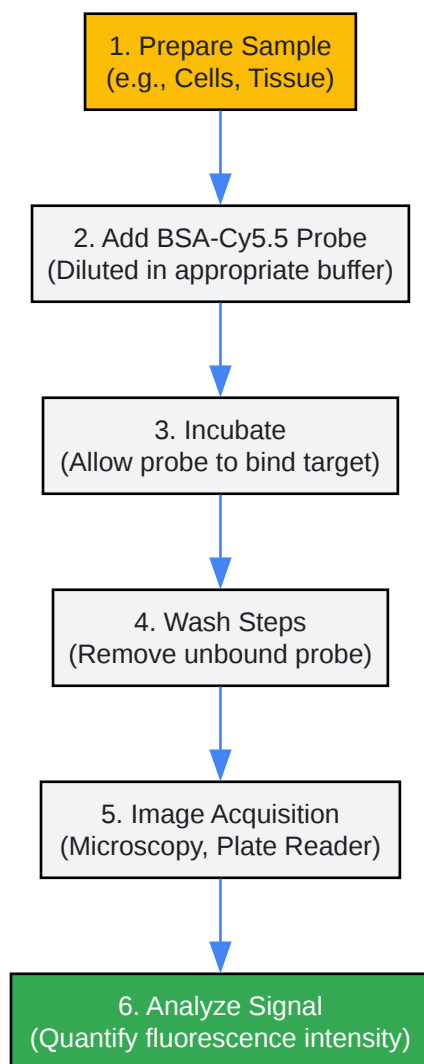 1. Prepare Sample
(e.g., Cells, Tissue)
2. Add BSA-Cy5.5 Probe
(Diluted in appropriate buffer)
3. Incubate
(Allow probe to bind target)
4. Wash Steps
(Remove unbound probe)
5. Image Acquisition
(Microscopy, Plate Reader)
6. Analyze Signal
(Quantify fluorescence intensity)